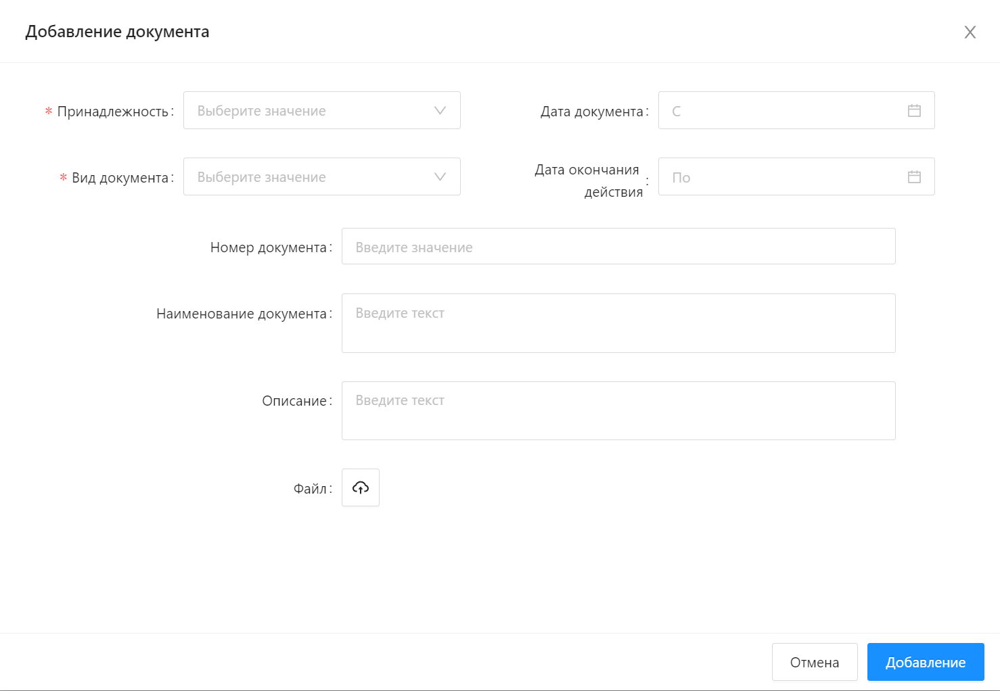 Добавление документа
* Принадлежность:
Выберите значение
Дата документа:
С
* Вид документа:
Выберите значение
Дата окончания
действия :
По
Номер документа:
Введите значение
Наименование документа:
Введите текст
Описание:
Введите текст
Файл:
Отмена
Добавление